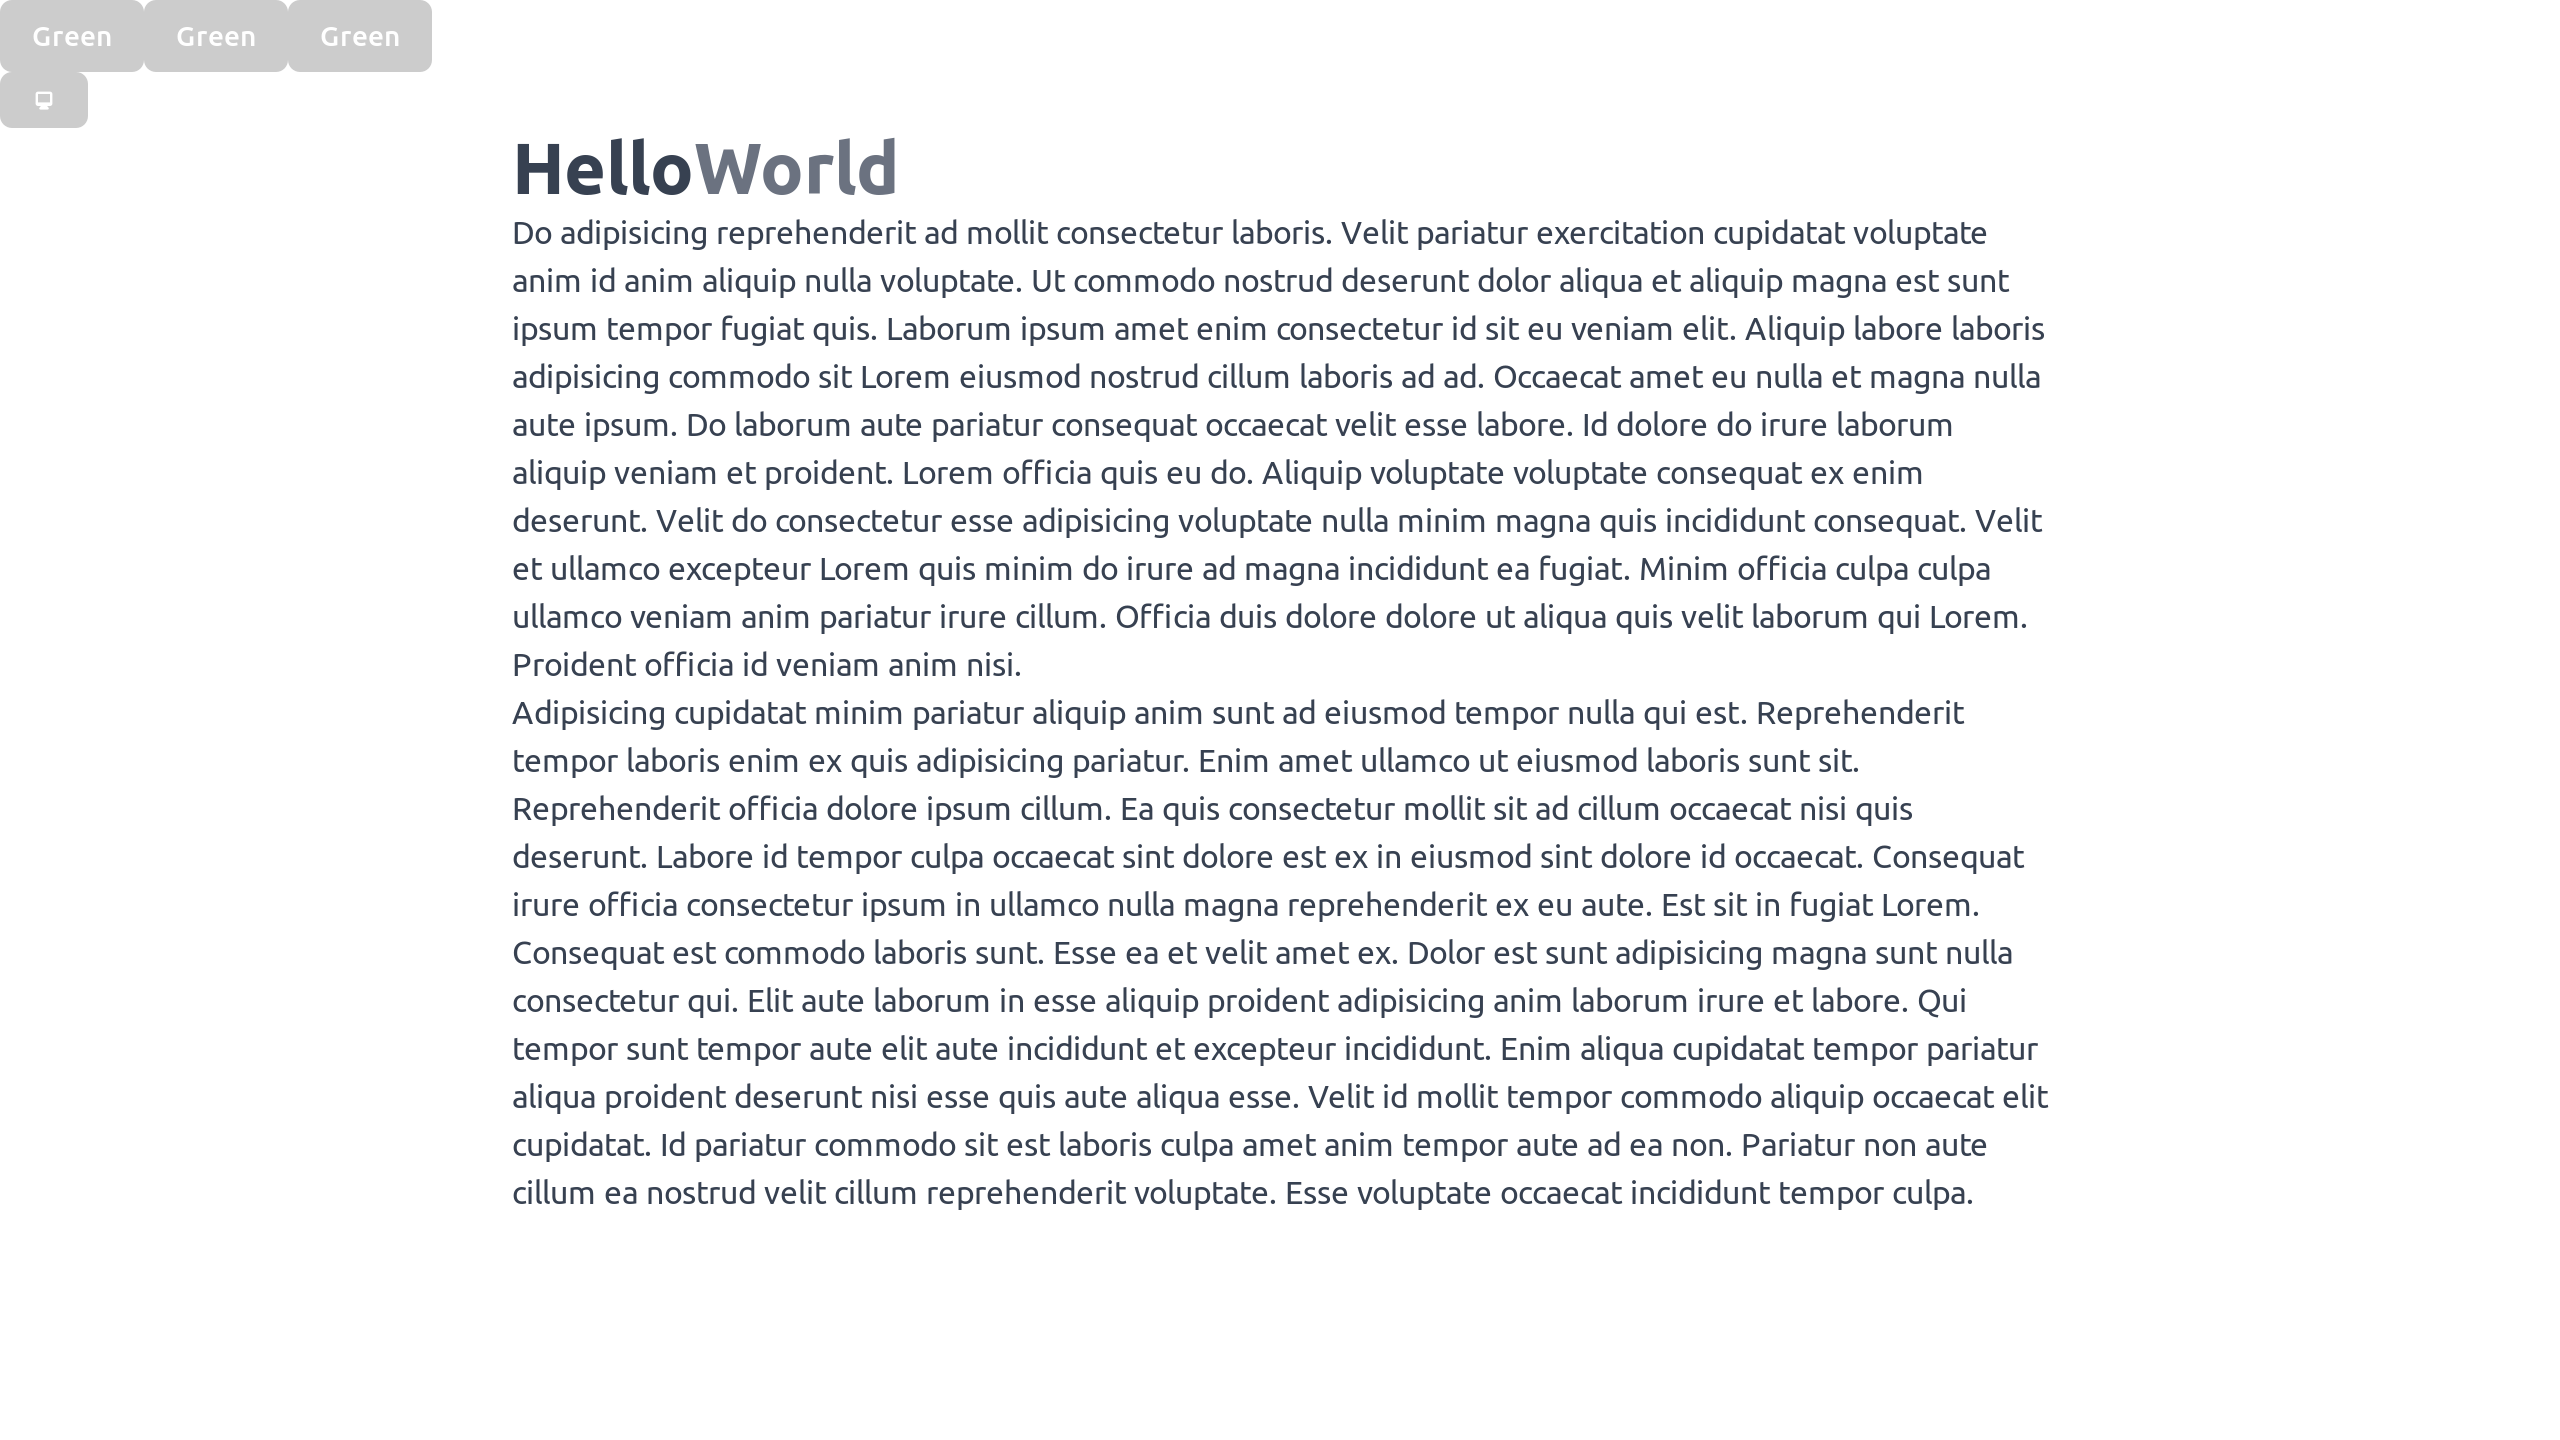 Green Green Green
HelloWorld
Do adipisicing reprehenderit ad mollit consectetur laboris. Velit pariatur exercitation cupidatat voluptate
anim id anim aliquip nulla voluptate. Ut commodo nostrud deserunt dolor aliqua et aliquip magna est sunt
ipsum tempor fugiat quis. Laborum ipsum amet enim consectetur id sit eu veniam elit. Aliquip labore laboris
adipisicing commodo sit Lorem eiusmod nostrud cillum laboris ad ad. Occaecat amet eu nulla et magna nulla
aute ipsum. Do laborum aute pariatur consequat occaecat velit esse labore. Id dolore do irure laborum
aliquip veniam et proident. Lorem officia quis eu do. Aliquip voluptate voluptate consequat ex enim
deserunt. Velit do consectetur esse adipisicing voluptate nulla minim magna quis incididunt consequat. Velit
et ullamco excepteur Lorem quis minim do irure ad magna incididunt ea fugiat. Minim officia culpa culpa
ullamco veniam anim pariatur irure cillum. Officia duis dolore dolore ut aliqua quis velit laborum qui Lorem.
Proident officia id veniam anim nisi.
Adipisicing cupidatat minim pariatur aliquip anim sunt ad eiusmod tempor nulla qui est. Reprehenderit
tempor laboris enim ex quis adipisicing pariatur. Enim amet ullamco ut eiusmod laboris sunt sit.
Reprehenderit officia dolore ipsum cillum. Ea quis consectetur mollit sit ad cillum occaecat nisi quis
deserunt. Labore id tempor culpa occaecat sint dolore est ex in eiusmod sint dolore id occaecat. Consequat
irure officia consectetur ipsum in ullamco nulla magna reprehenderit ex eu aute. Est sit in fugiat Lorem.
Consequat est commodo laboris sunt. Esse ea et velit amet ex. Dolor est sunt adipisicing magna sunt nulla
consectetur qui. Elit aute laborum in esse aliquip proident adipisicing anim laborum irure et labore. Qui
tempor sunt tempor aute elit aute incididunt et excepteur incididunt. Enim aliqua cupidatat tempor pariatur
aliqua proident deserunt nisi esse quis aute aliqua esse. Velit id mollit tempor commodo aliquip occaecat elit
cupidatat. Id pariatur commodo sit est laboris culpa amet anim tempor aute ad ea non. Pariatur non aute
cillum ea nostrud velit cillum reprehenderit voluptate. Esse voluptate occaecat incididunt tempor culpa.